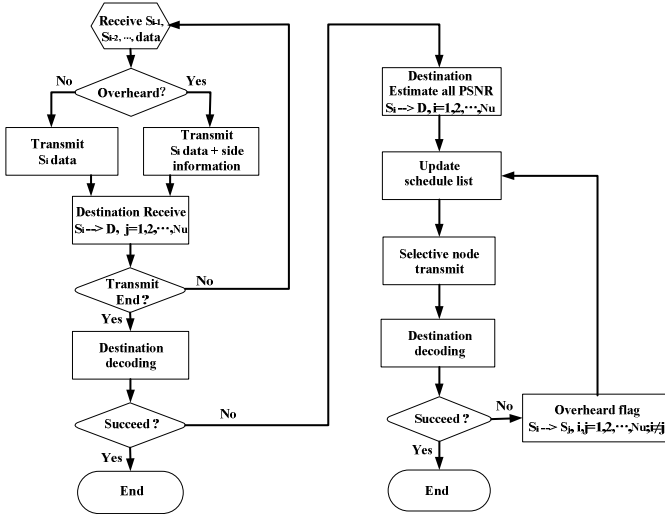 Receive Si-1,
Si-2, ..., data
No
Yes
Overheard?
Transmit
Si data
Transmit
Si data + side
information
Destination Receive
Si --> D, j=1,2,···,Nu
Transmit
End ?
No
Yes
Destination
decoding
Succeed ?
No
Yes
End
Destination
Estimate all PSNR
Si --> D, i=1,2,···,Nu
Update
schedule list
Selective node
transmit
Destination
decoding
Succeed ?
No
Yes
End
Overheard flag
Si --> Sj, i,j=1,2,···,Nu;i≠j